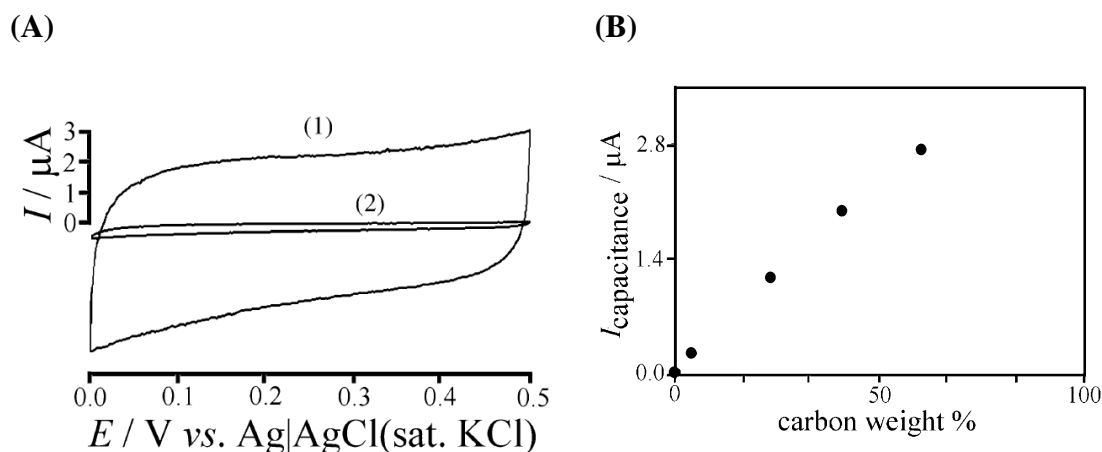 (A)
(B)
I / μA
3
2
1
0
(1)
(2)
0.0 0.1 0.2 0.3 0.4 0.5
E / V vs. Ag|AgCl(sat. KCl)
Icapacitance / μA
2.8
1.4
0.0
0 50 100
carbon weight %